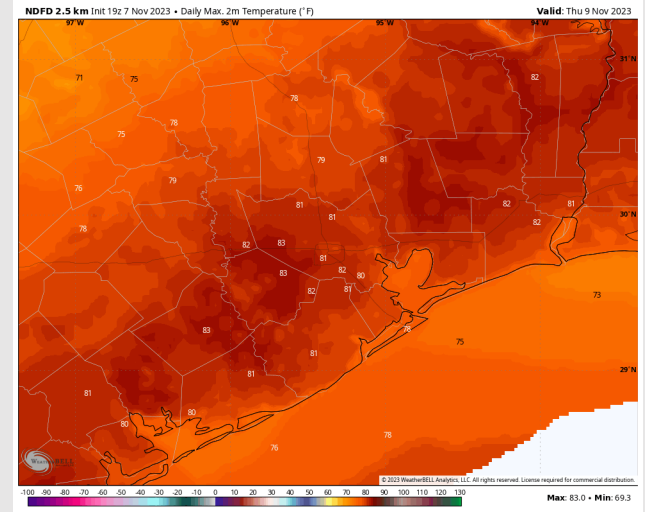 NDFD 2.5 km Init 19z 7 Nov 2023 • Daily Max. 2m Temperature (°F)
Valid: Thu 9 Nov 2023
97°W 96°W 95°W 94°W
31°N
71 75 82
78 78
75
79 81
76 79
82 81
81
30°N
81 82
78
82 83
81
83 82 80
82 81
73
83 78
75
81
29°N
81
81
80 80
78
76
WeatherBELL
© 2023 WeatherBELL Analytics, LLC. All rights reserved. License required for commercial distribution.
-100 -90 -80 -70 -60 -50 -40 -30 -20 -10 0 10 20 30 40 50 60 70 80 90 100 110 120 130
Max: 83.0 • Min: 69.3